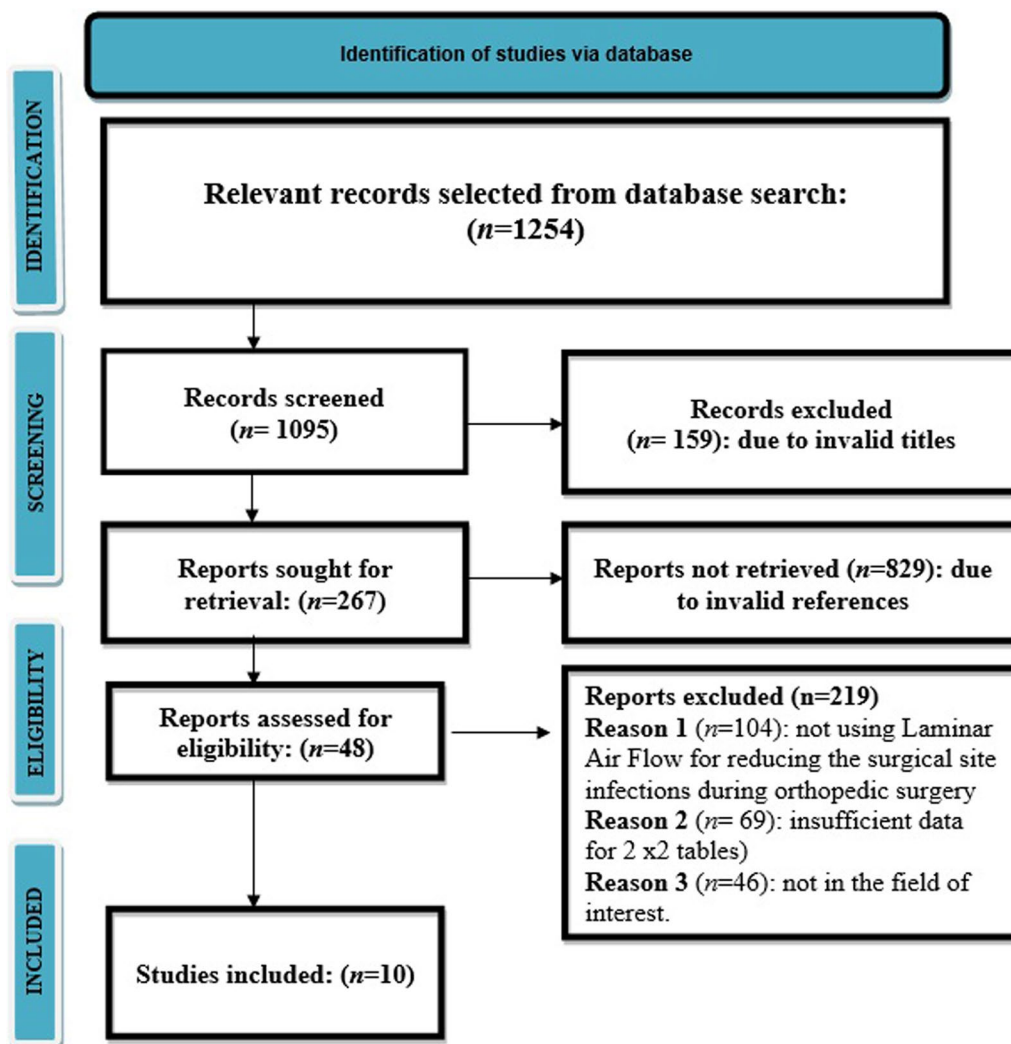 Identification of studies via database
IDENTIFICATION
Relevant records selected from database search:
(n=1254)
SCREENING
Records screened
(n= 1095)
Records excluded
(n= 159): due to invalid titles
Reports sought for
retrieval: (n=267)
Reports not retrieved (n=829): due
to invalid references
ELIGIBILITY
Reports assessed for
eligibility: (n=48)
Reports excluded (n=219)
Reason 1 (n=104): not using Laminar
Air Flow for reducing the surgical site
infections during orthopedic surgery
Reason 2 (n= 69): insufficient data
for 2 x2 tables)
Reason 3 (n=46): not in the field of
interest.
INCLUDED
Studies included: (n=10)